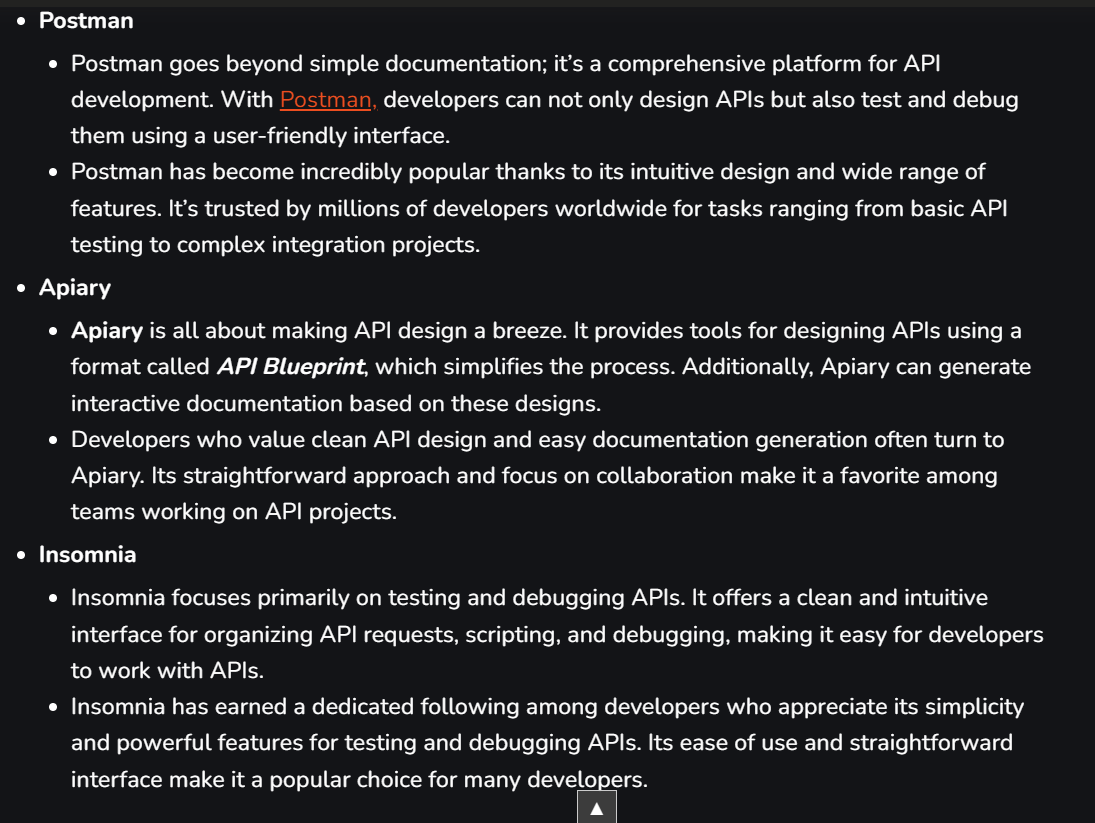 Postman
Postman goes beyond simple documentation; it’s a comprehensive platform for API
development. With Postman, developers can not only design APIs but also test and debug
them using a user-friendly interface.
Postman has become incredibly popular thanks to its intuitive design and wide range of
features. It’s trusted by millions of developers worldwide for tasks ranging from basic API
testing to complex integration projects.
Apiary
Apiary is all about making API design a breeze. It provides tools for designing APIs using a
format called API Blueprint, which simplifies the process. Additionally, Apiary can generate
interactive documentation based on these designs.
Developers who value clean API design and easy documentation generation often turn to
Apiary. Its straightforward approach and focus on collaboration make it a favorite among
teams working on API projects.
Insomnia
Insomnia focuses primarily on testing and debugging APIs. It offers a clean and intuitive
interface for organizing API requests, scripting, and debugging, making it easy for developers
to work with APIs.
Insomnia has earned a dedicated following among developers who appreciate its simplicity
and powerful features for testing and debugging APIs. Its ease of use and straightforward
interface make it a popular choice for many developers.